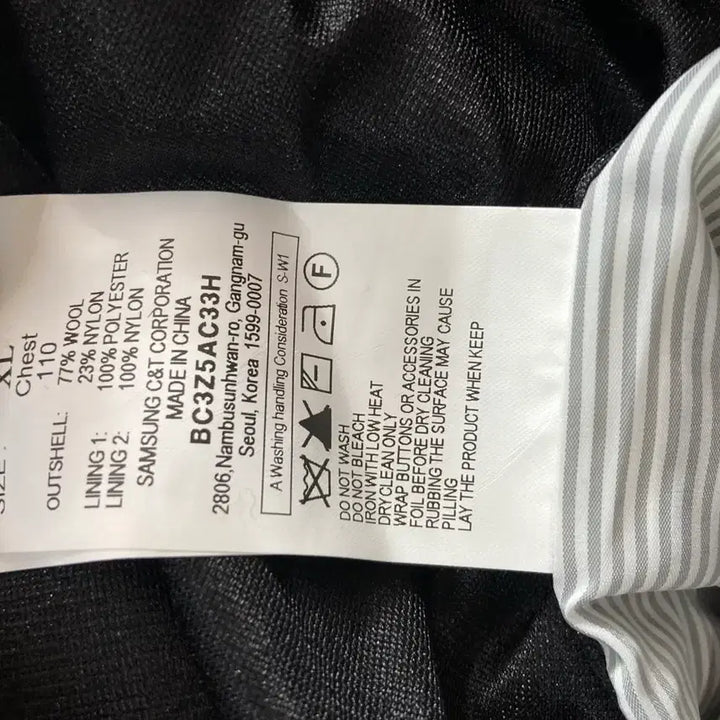 SIZE :
XL
Chest
110
OUTSHELL:
77% WOOL
23% NYLON
LINING 1:
100% POLYESTER
LINING 2:
100% NYLON
SAMSUNG C&T CORPORATION
MADE IN CHINA
BC3Z5AC33H
2806,Nambusunhwan-ro, Gangnam-gu
Seoul, Korea 1599-0007
A Washing handling Consideration S-W1
F
DO NOT WASH
DO NOT BLEACH
IRON WITH LOW HEAT
DRY CLEAN ONLY
WRAP BUTTONS OR ACCESSORIES IN
FOIL BEFORE DRY CLEANING
RUBBING THE SURFACE MAY CAUSE
PILLING
LAY THE PRODUCT WHEN KEEP